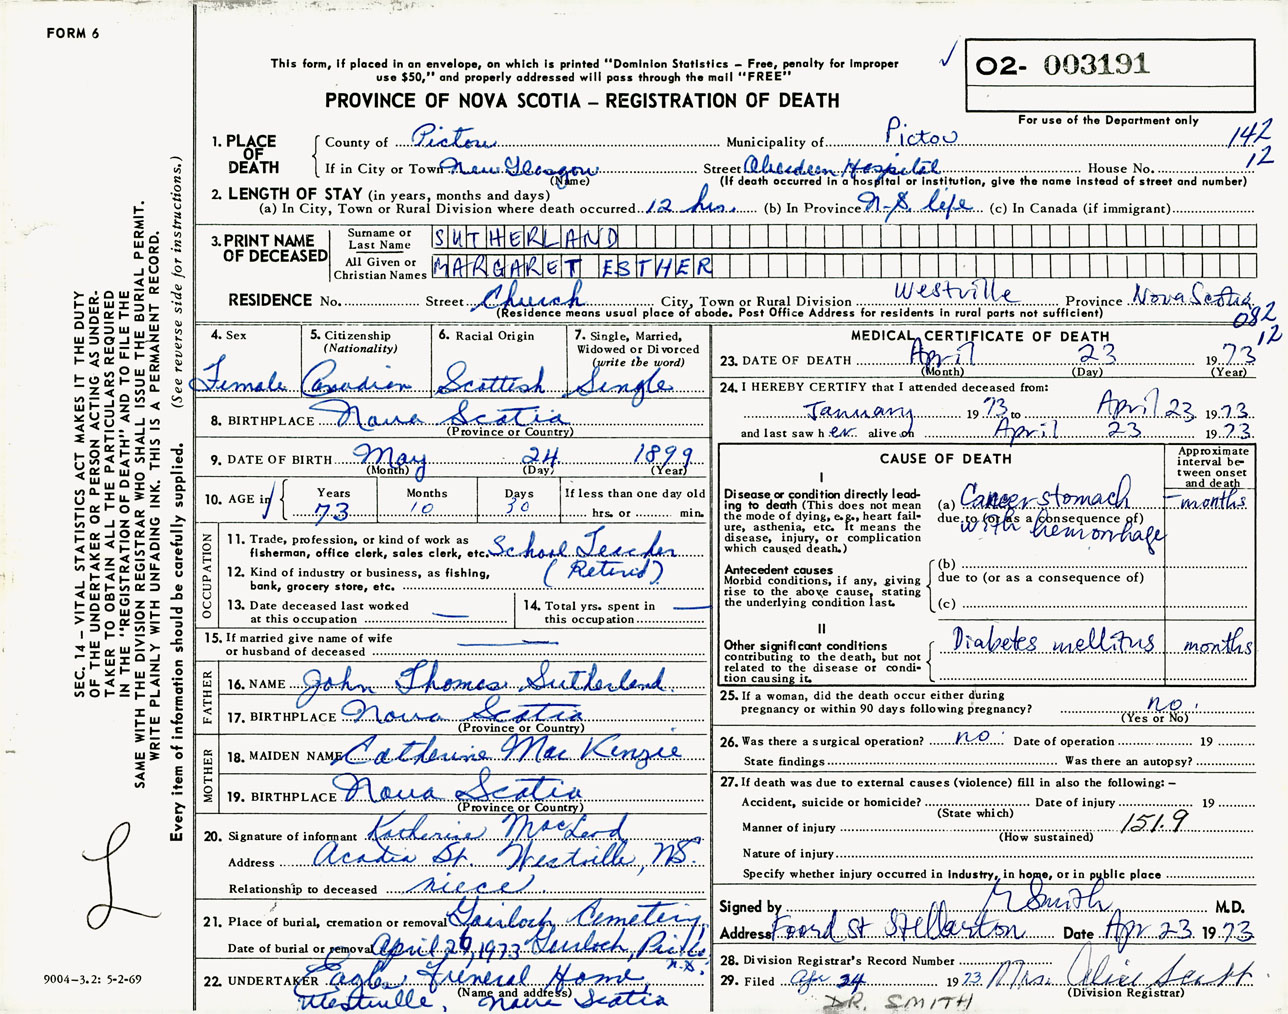 FORM 6
This form, if placed in an envelope, on which is printed "Dominion Statistics – Free, penalty for improper
use $50," and properly addressed will pass through the mail "FREE"
✓ O2- 003191
PROVINCE OF NOVA SCOTIA – REGISTRATION OF DEATH
For use of the Department only
1. PLACE OF DEATH County of Pictou Municipality of Pictou 142
If in City or Town New Glasgow Street Aberdeen Hospital House No. 12
(Name) (If death occurred in a hospital or institution, give the name instead of street and number)
2. LENGTH OF STAY (in years, months and days)
(a) In City, Town or Rural Division where death occurred 12 hrs. (b) In Province N.S. life (c) In Canada (if immigrant)
3. PRINT NAME OF DECEASED Surname or Last Name SUTHERLAND
All Given or Christian Names MARGARET ESTHER
RESIDENCE No. Street Church City, Town or Rural Division Westville Province Nova Scotia
(Residence means usual place of abode. Post Office Address for residents in rural parts not sufficient) 082
12
4. Sex 5. Citizenship (Nationality) 6. Racial Origin 7. Single, Married, Widowed or Divorced (write the word)
Female Canadian Scottish Single
8. BIRTHPLACE Nova Scotia
(Province or Country)
9. DATE OF BIRTH May 24 1899
(Month) (Day) (Year)
10. AGE in Years Months Days If less than one day old
73 10 30 hrs. or min.
OCCUPATION
11. Trade, profession, or kind of work as
fisherman, office clerk, sales clerk, etc. School Teacher
12. Kind of industry or business, as fishing,
bank, grocery store, etc. (Retired)
13. Date deceased last worked
at this occupation —
14. Total yrs. spent in
this occupation —
15. If married give name of wife
or husband of deceased —
FATHER
16. NAME John Thomas Sutherland
17. BIRTHPLACE Nova Scotia
(Province or Country)
MOTHER
18. MAIDEN NAME Catherine MacKenzie
19. BIRTHPLACE Nova Scotia
(Province or Country)
20. Signature of informant Katherine MacLeod
Address Acadia St. Westville, N.S.
Relationship to deceased niece
21. Place of burial, cremation or removal Gairloch Cemetery
Date of burial or removal April 26, 1973 Gairloch, Pictou
N.S.
22. UNDERTAKER Eagles Funeral Home
(Name and address)
Westville, Nova Scotia
MEDICAL CERTIFICATE OF DEATH
23. DATE OF DEATH April 23 1973
(Month) (Day) (Year)
24. I HEREBY CERTIFY that I attended deceased from:
January 1973 to April 23 1973
and last saw her alive on April 23 1973
CAUSE OF DEATH
Approximate interval between onset and death
I
Disease or condition directly lead-
ing to death (This does not mean
the mode of dying, e.g., heart fail-
ure, asthenia, etc. It means the
disease, injury, or complication
which caused death.)
(a) Cancer stomach – months
due to (or as a consequence of)
with hemorrhage
Antecedent causes
Morbid conditions, if any, giving
rise to the above cause, stating
the underlying condition last.
(b)
due to (or as a consequence of)
(c)
II
Other significant conditions
contributing to the death, but not
related to the disease or condi-
tion causing it.
Diabetes mellitus months
25. If a woman, did the death occur either during
pregnancy or within 90 days following pregnancy? no.
(Yes or No)
26. Was there a surgical operation? no. Date of operation 19
State findings Was there an autopsy?
27. If death was due to external causes (violence) fill in also the following: –
Accident, suicide or homicide? Date of injury 19
(State which)
Manner of injury 151.9
(How sustained)
Nature of injury
Specify whether injury occurred in Industry, in home, or in public place
Signed by M Smith M.D.
Address Foord St Stellarton Date Apr 23 1973
28. Division Registrar's Record Number
29. Filed Apr 24 1973 Mrs. Alice Scott
(Division Registrar)
DR. SMITH
SEC. 14 – VITAL STATISTICS ACT MAKES IT THE DUTY
OF THE UNDERTAKER OR PERSON ACTING AS UNDER-
TAKER TO OBTAIN ALL THE PARTICULARS REQUIRED
IN THE "REGISTRATION OF DEATH" AND TO FILE THE
SAME WITH THE DIVISION REGISTRAR WHO SHALL ISSUE THE BURIAL PERMIT.
WRITE PLAINLY WITH UNFADING INK. THIS IS A PERMANENT RECORD.
Every item of information should be carefully supplied. (See reverse side for instructions.)
9004–3.2: 5-2-69